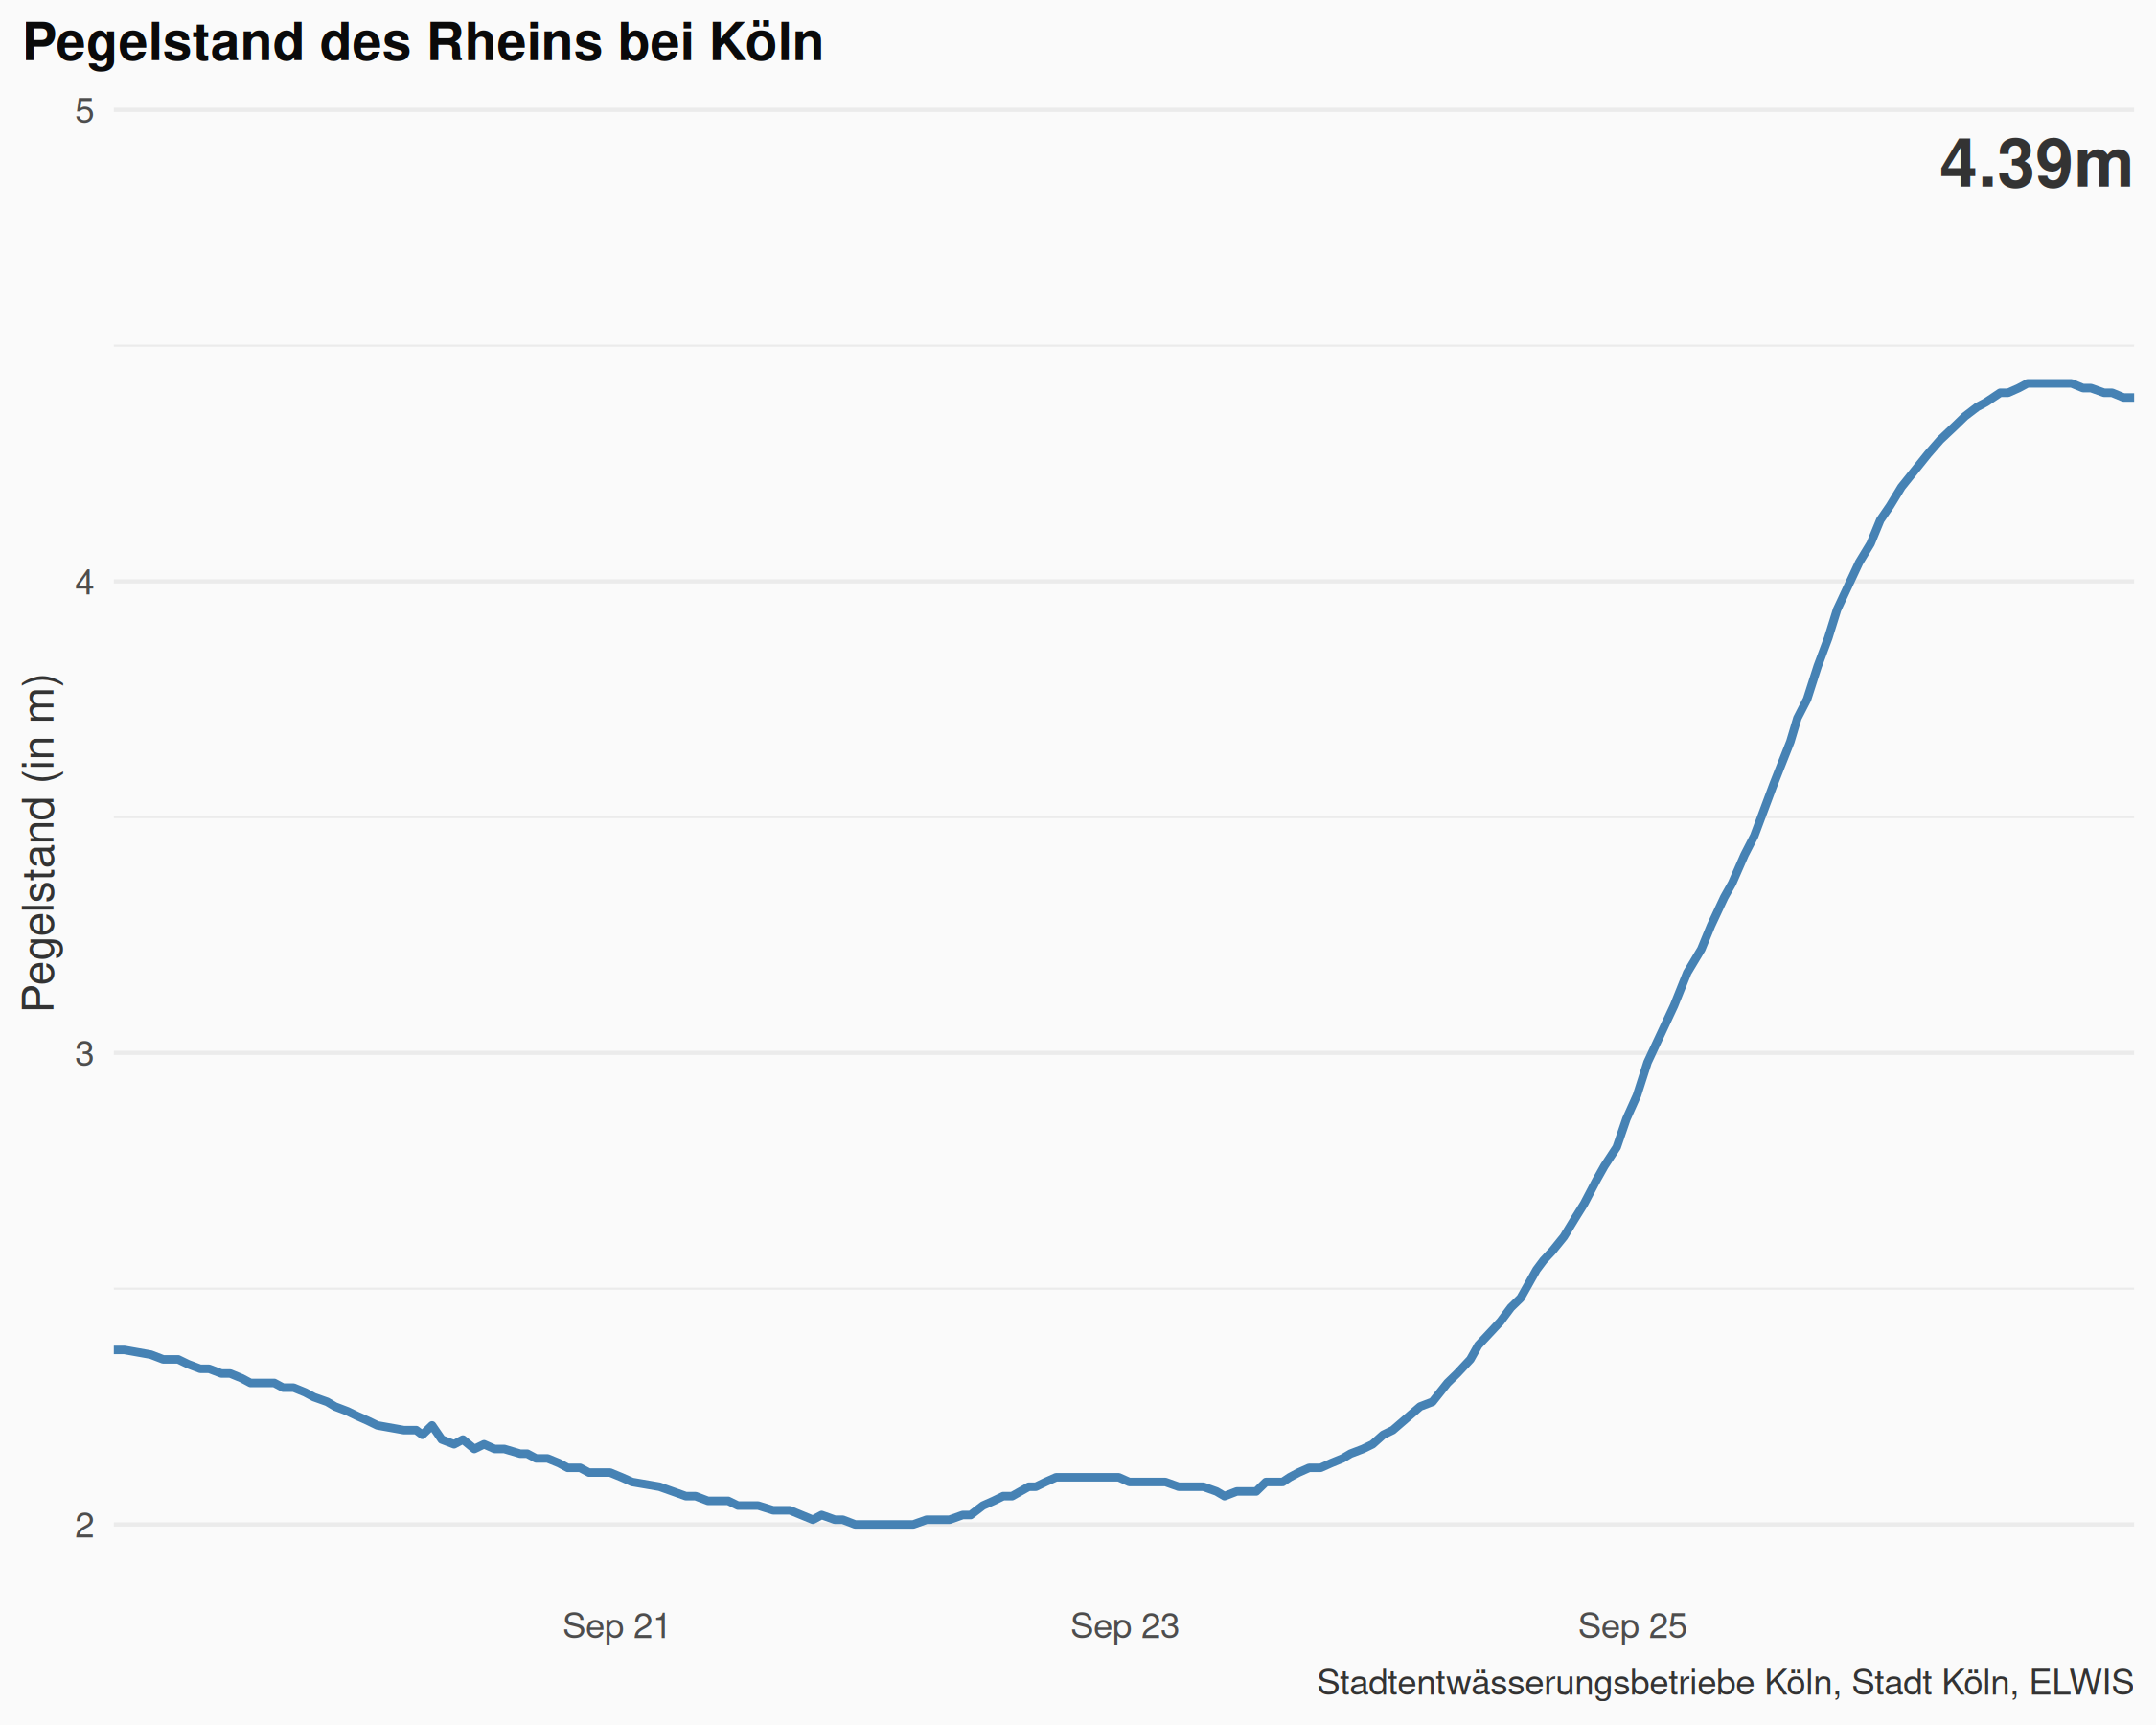 Pegelstand des Rheins bei Köln
5
4.39m
4
Pegelstand (in m)
3
2
Sep 21
Sep 23
Sep 25
Stadtentwässerungsbetriebe Köln, Stadt Köln, ELWIS